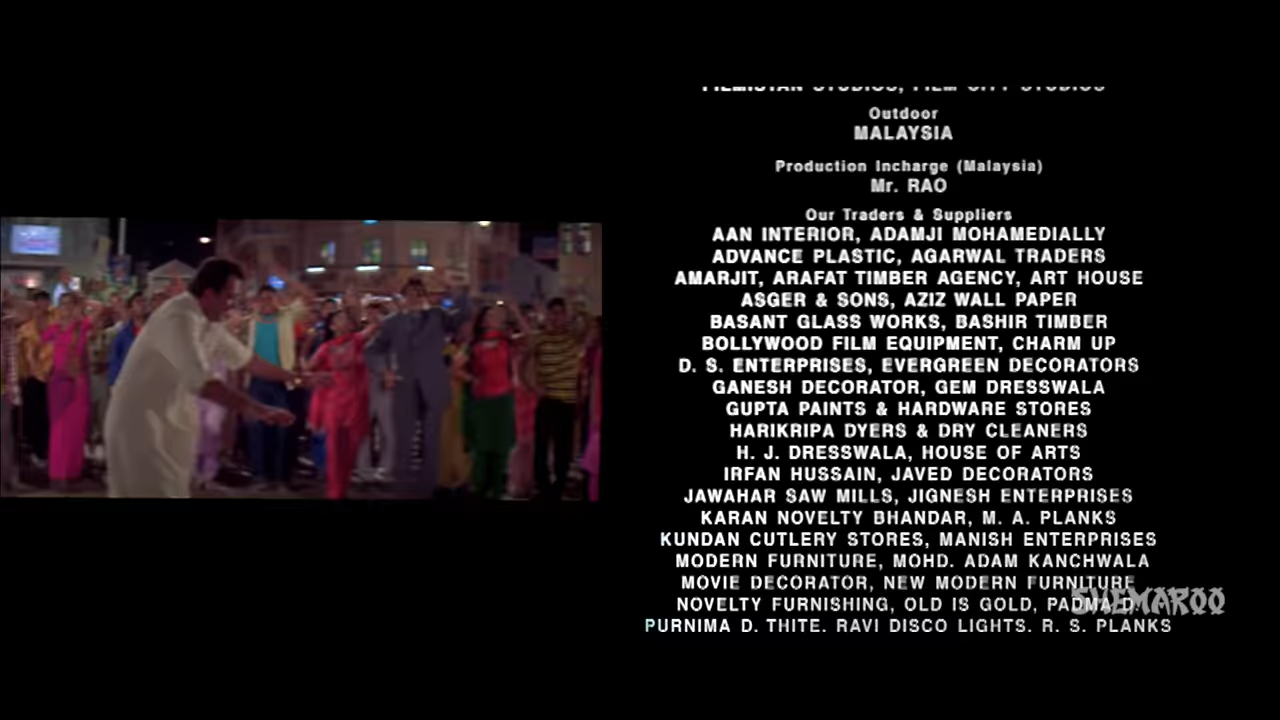 FILMISTAN STUDIOS, FILM CITY STUDIOS
Outdoor
MALAYSIA
Production Incharge (Malaysia)
Mr. RAO
Our Traders & Suppliers
AAN INTERIOR, ADAMJI MOHAMEDIALLY
ADVANCE PLASTIC, AGARWAL TRADERS
AMARJIT, ARAFAT TIMBER AGENCY, ART HOUSE
ASGER & SONS, AZIZ WALL PAPER
BASANT GLASS WORKS, BASHIR TIMBER
BOLLYWOOD FILM EQUIPMENT, CHARM UP
D. S. ENTERPRISES, EVERGREEN DECORATORS
GANESH DECORATOR, GEM DRESSWALA
GUPTA PAINTS & HARDWARE STORES
HARIKRIPA DYERS & DRY CLEANERS
H. J. DRESSWALA, HOUSE OF ARTS
IRFAN HUSSAIN, JAVED DECORATORS
JAWAHAR SAW MILLS, JIGNESH ENTERPRISES
KARAN NOVELTY BHANDAR, M. A. PLANKS
KUNDAN CUTLERY STORES, MANISH ENTERPRISES
MODERN FURNITURE, MOHD. ADAM KANCHWALA
MOVIE DECORATOR, NEW MODERN FURNITURE
NOVELTY FURNISHING, OLD IS GOLD, PADMA D
SHEMAROO
PURNIMA D. THITE, RAVI DISCO LIGHTS, R. S. PLANKS